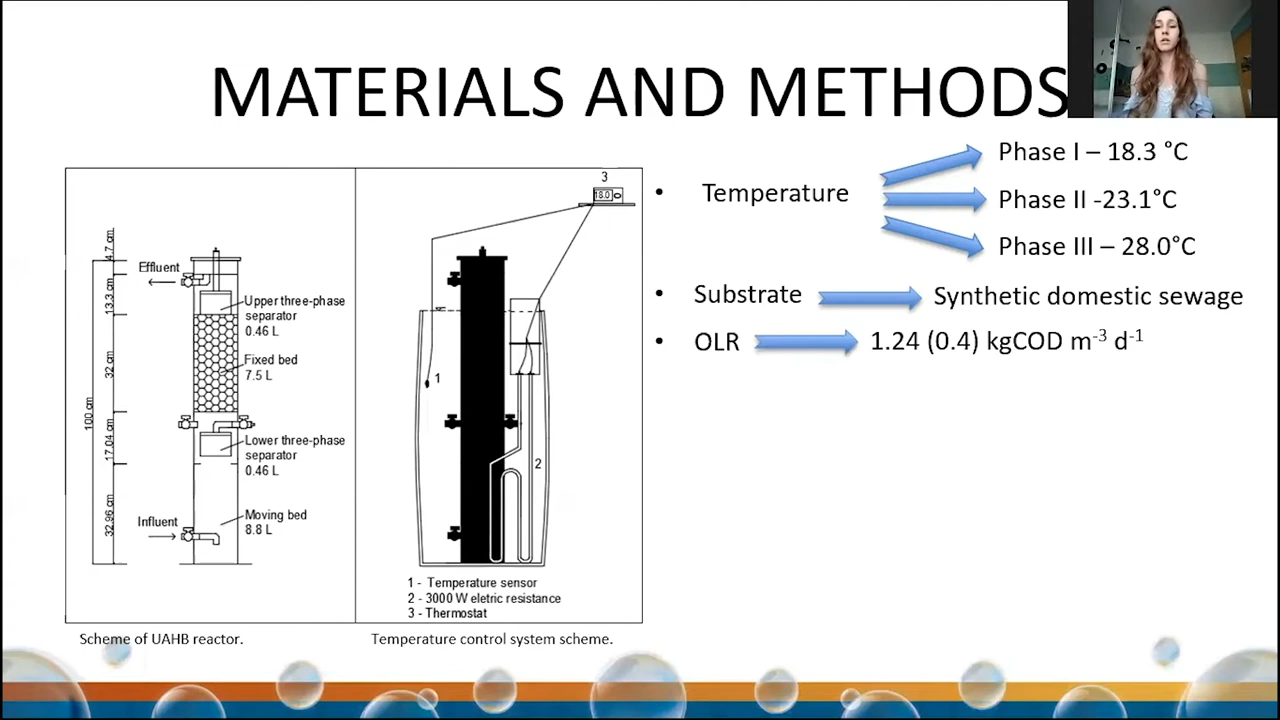 MATERIALS AND METHODS
4.7 cm
13.3 cm
32 cm
100 cm
17.04 cm
32.96 cm
Effluent
Upper three-phase
separator
0.46 L
Fixed bed
7.5 L
Lower three-phase
separator
0.46 L
Influent
Moving bed
8.8 L
Scheme of UAHB reactor.
3
18.0
1
2
1 - Temperature sensor
2 - 3000 W eletric resistance
3 - Thermostat
Temperature control system scheme.
• Temperature
Phase I – 18.3 °C
Phase II -23.1°C
Phase III – 28.0°C
• Substrate Synthetic domestic sewage
• OLR 1.24 (0.4) kgCOD m-3 d-1